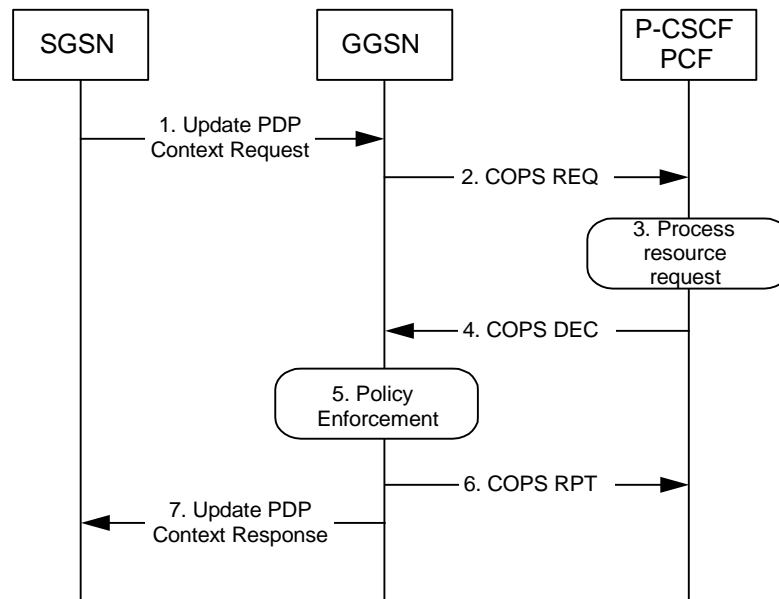 SGSN
GGSN
P-CSCF
PCF
1. Update PDP
Context Request
2. COPS REQ
3. Process
resource
request
4. COPS DEC
5. Policy
Enforcement
6. COPS RPT
7. Update PDP
Context Response